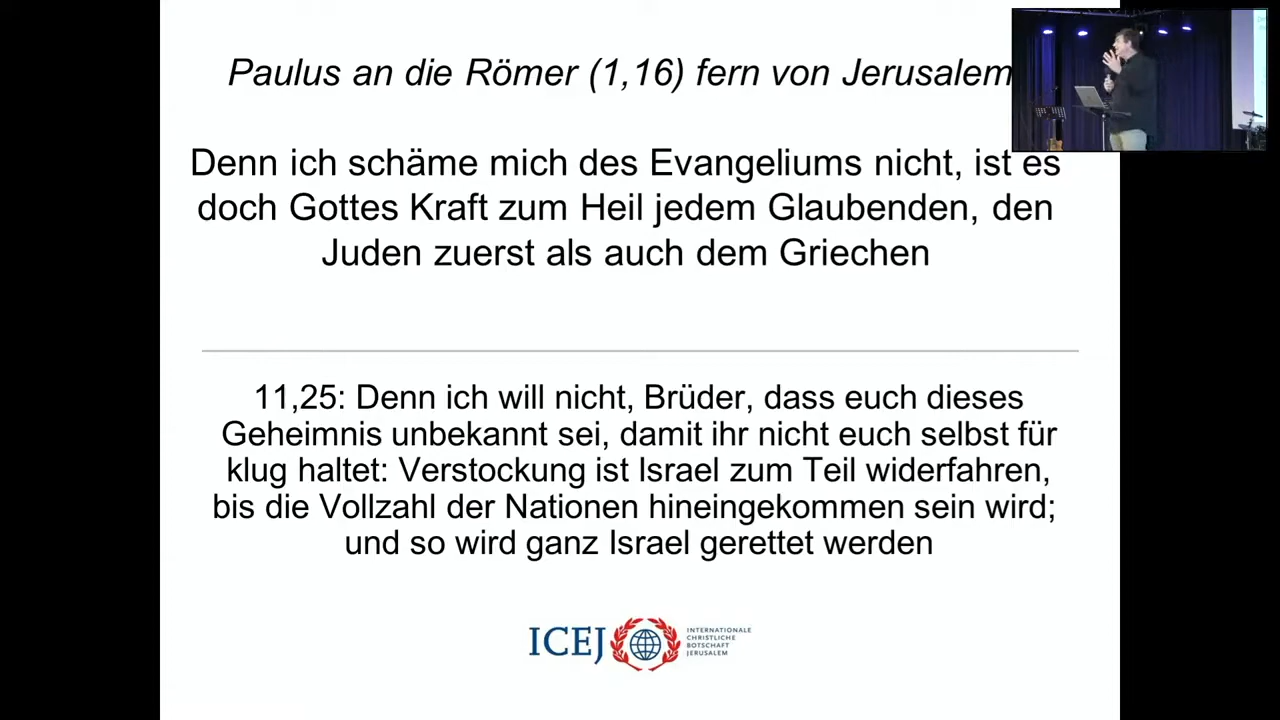 Paulus an die Römer (1,16) fern von Jerusalem
Denn ich schäme mich des Evangeliums nicht, ist es
doch Gottes Kraft zum Heil jedem Glaubenden, den
Juden zuerst als auch dem Griechen
11,25: Denn ich will nicht, Brüder, dass euch dieses
Geheimnis unbekannt sei, damit ihr nicht euch selbst für
klug haltet: Verstockung ist Israel zum Teil widerfahren,
bis die Vollzahl der Nationen hineingekommen sein wird;
und so wird ganz Israel gerettet werden
ICEJ
INTERNATIONALE
CHRISTLICHE
BOTSCHAFT
JERUSALEM